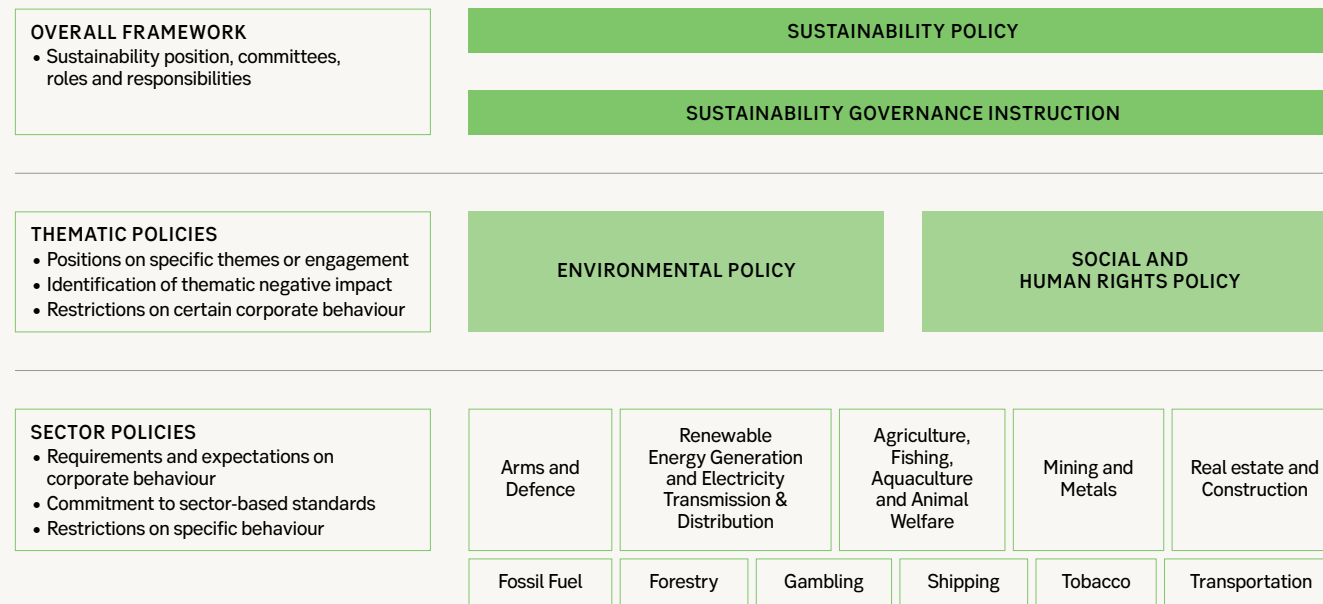 OVERALL FRAMEWORK
• Sustainability position, committees,
roles and responsibilities
SUSTAINABILITY POLICY
SUSTAINABILITY GOVERNANCE INSTRUCTION
THEMATIC POLICIES
• Positions on specific themes or engagement
• Identification of thematic negative impact
• Restrictions on certain corporate behaviour
ENVIRONMENTAL POLICY
SOCIAL AND
HUMAN RIGHTS POLICY
SECTOR POLICIES
• Requirements and expectations on
corporate behaviour
• Commitment to sector-based standards
• Restrictions on specific behaviour
Arms and
Defence
Renewable
Energy Generation
and Electricity
Transmission &
Distribution
Agriculture,
Fishing,
Aquaculture
and Animal
Welfare
Mining and
Metals
Real estate and
Construction
Fossil Fuel
Forestry
Gambling
Shipping
Tobacco
Transportation